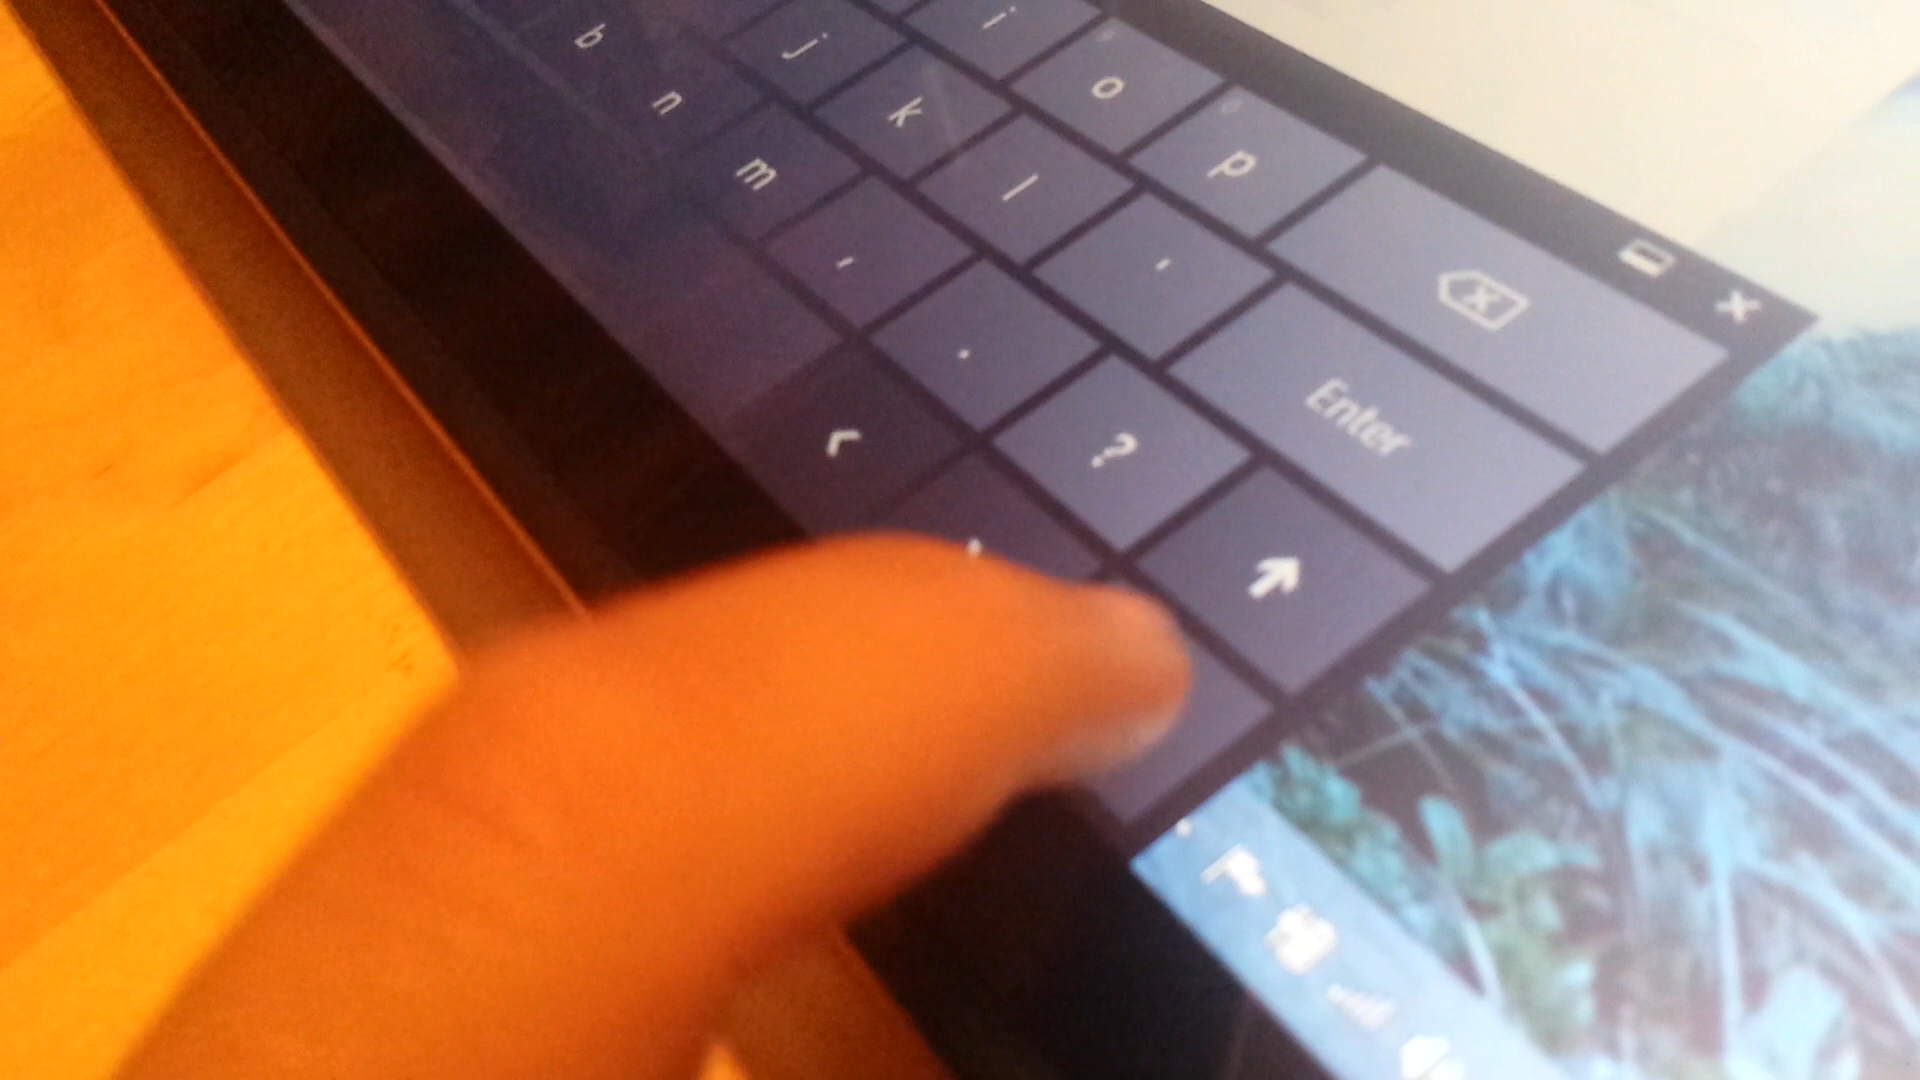 i o p
j k l '
b n m , . ?
Enter
<